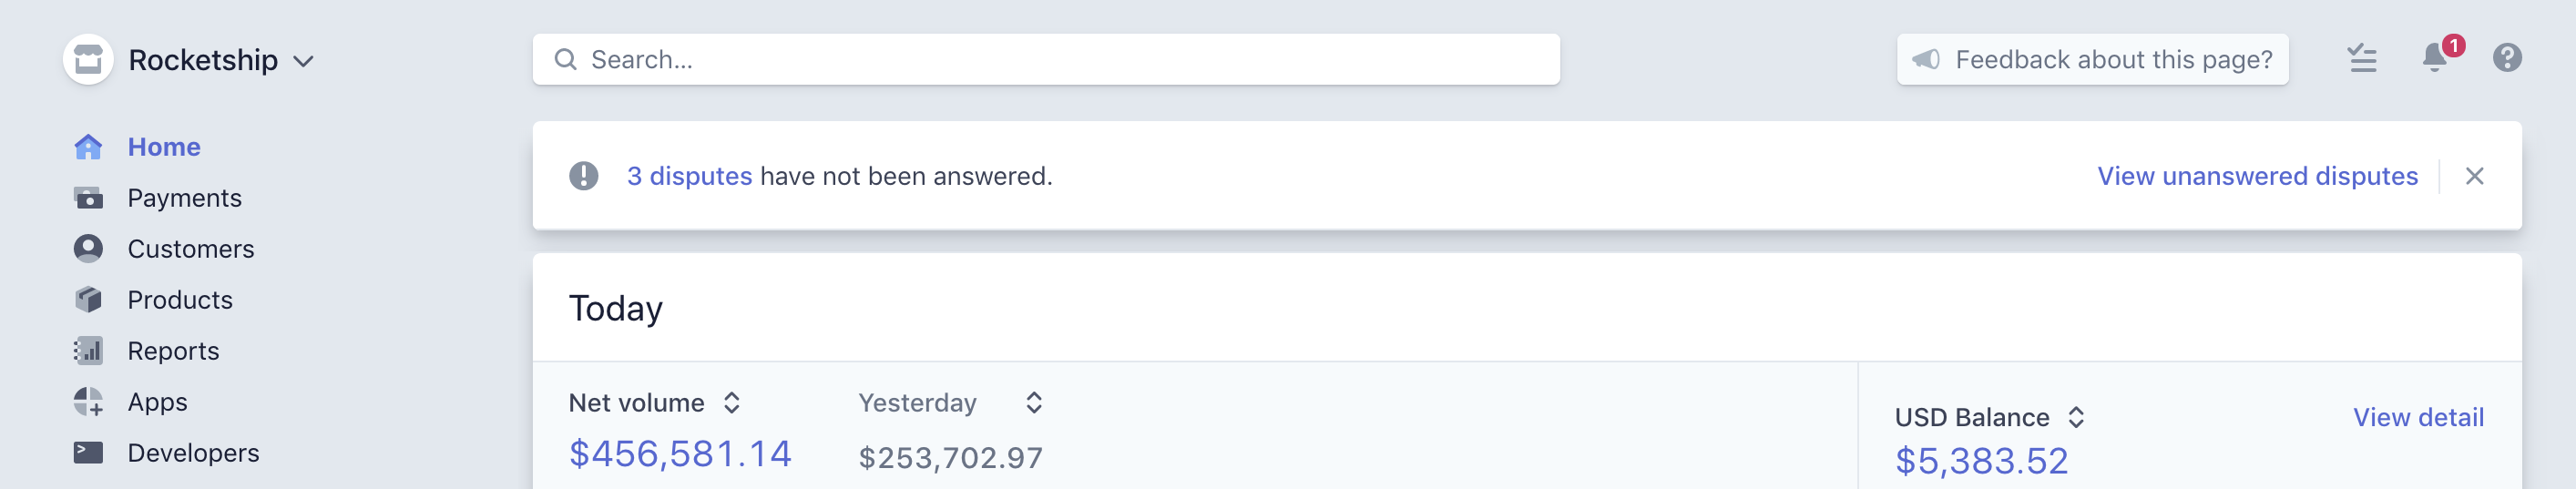 Rocketship
Search...
Feedback about this page?
1
Home
Payments
Customers
Products
Reports
Apps
Developers
3 disputes have not been answered.
View unanswered disputes
Today
Net volume
$456,581.14
Yesterday
$253,702.97
USD Balance
View detail
$5,383.52